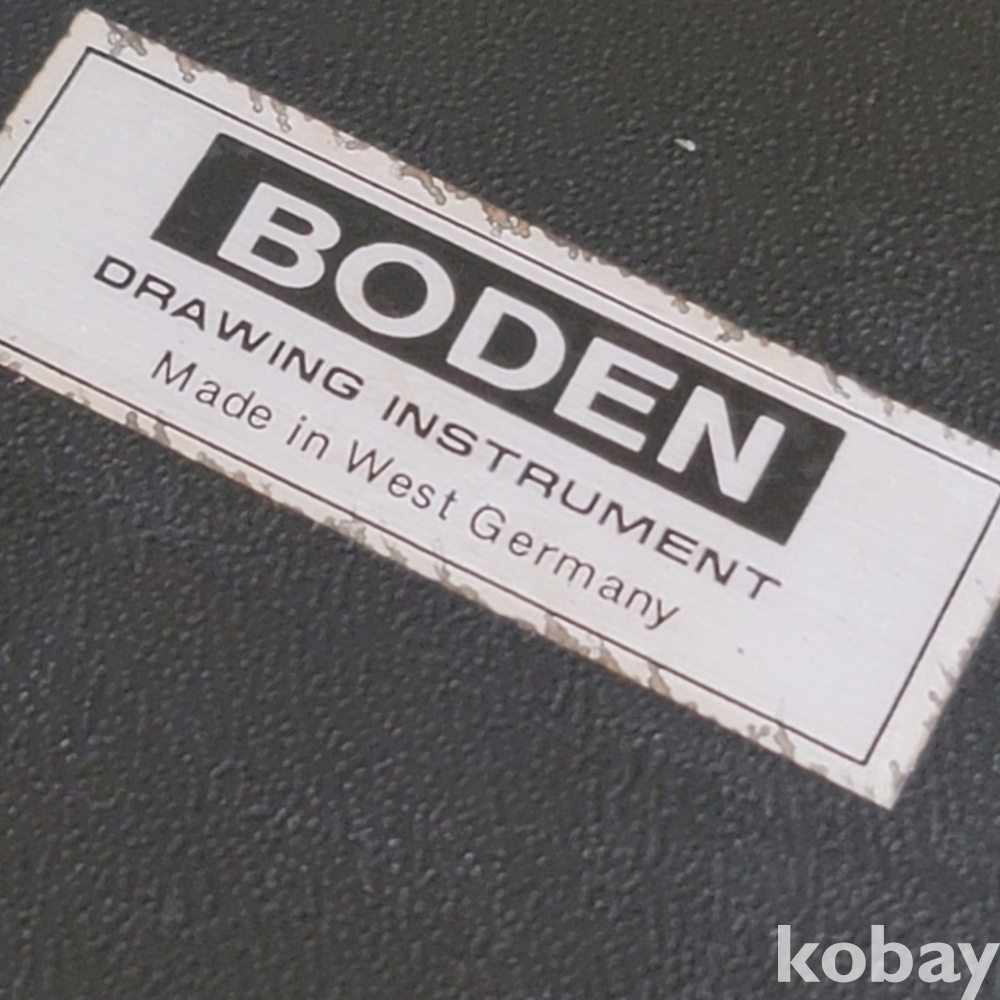 BODEN
DRAWING INSTRUMENT
Made in West Germany
kobay